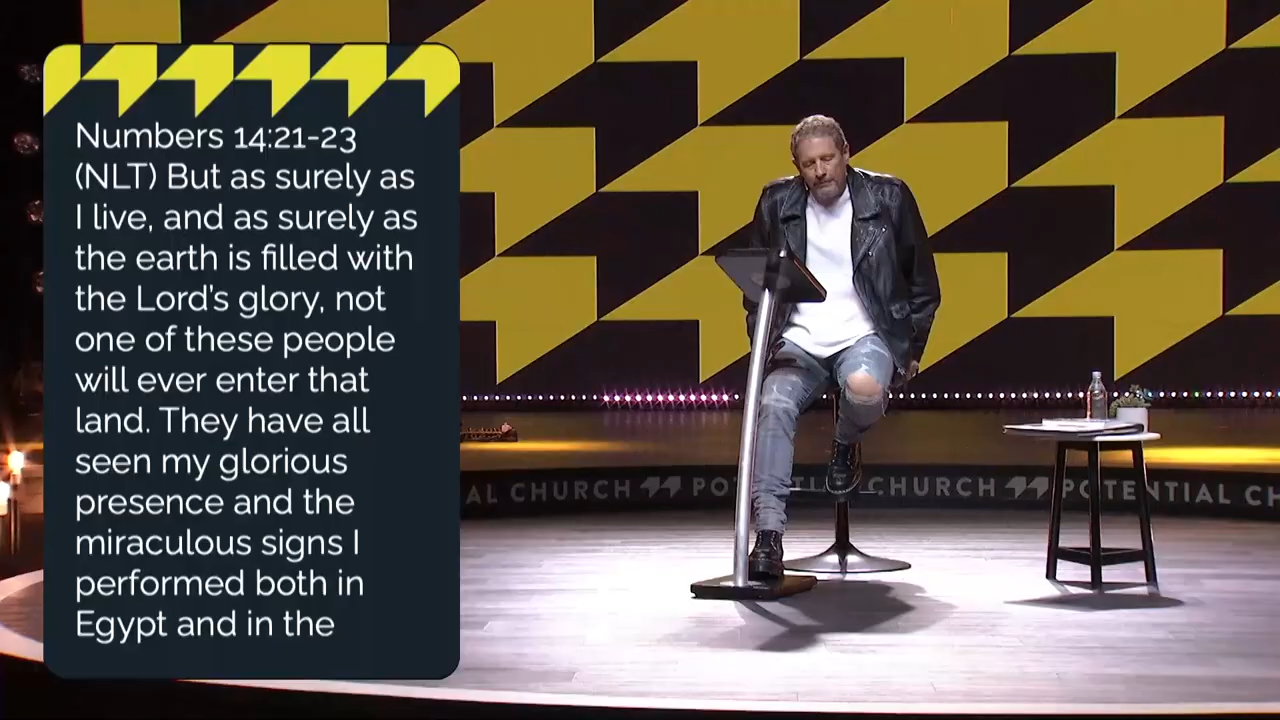 Numbers 14:21-23
(NLT) But as surely as
I live, and as surely as
the earth is filled with
the Lord's glory, not
one of these people
will ever enter that
land. They have all
seen my glorious
presence and the
miraculous signs I
performed both in
Egypt and in the
AL CHURCH POTENTIAL CHURCH POTENTIAL CH